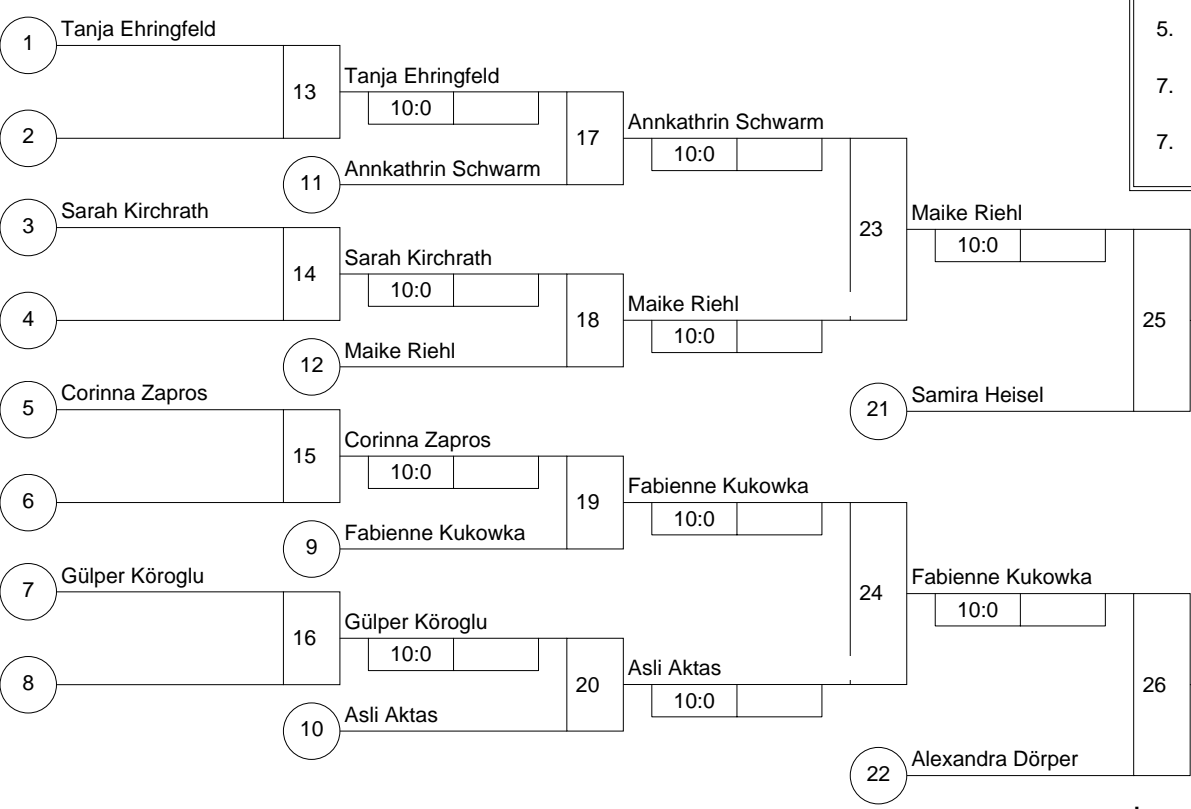 5.
1 Tanja Ehringfeld
13 Tanja Ehringfeld
10:0
7.
2
17 Annkathrin Schwarm
10:0
7.
11 Annkathrin Schwarm
3 Sarah Kirchrath
23 Maike Riehl
10:0
14 Sarah Kirchrath
10:0
4
18 Maike Riehl
10:0
25
12 Maike Riehl
5 Corinna Zapros
21 Samira Heisel
15 Corinna Zapros
10:0
6
19 Fabienne Kukowka
10:0
9 Fabienne Kukowka
7 Gülper Köroglu
24 Fabienne Kukowka
10:0
16 Gülper Köroglu
10:0
8
20 Asli Aktas
10:0
26
10 Asli Aktas
22 Alexandra Dörper